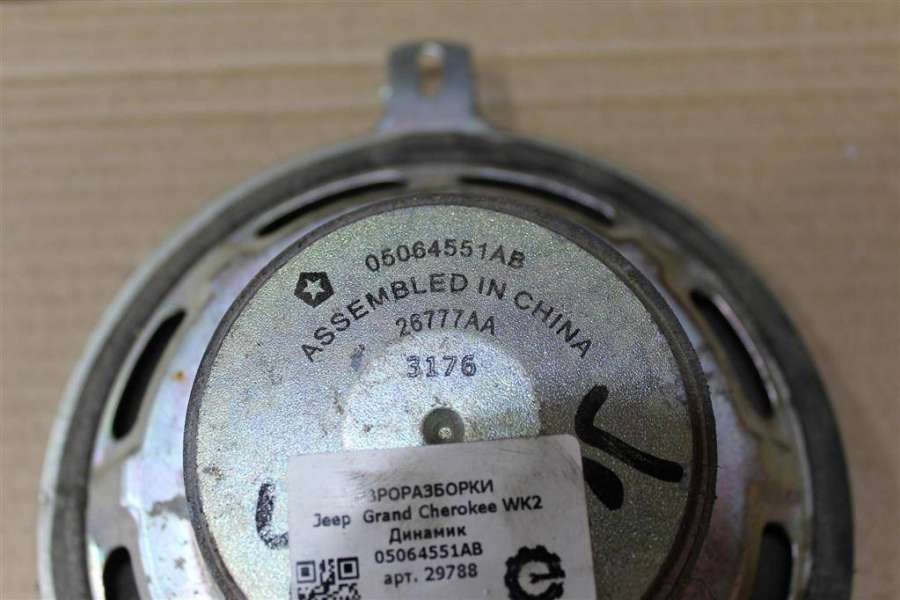 05064551AB
ASSEMBLED IN CHINA
26777AA
3176
ЗРОРАЗБОРКИ
Jeep Grand Cherokee WK2
Динамик
05064551AB
арт. 29788